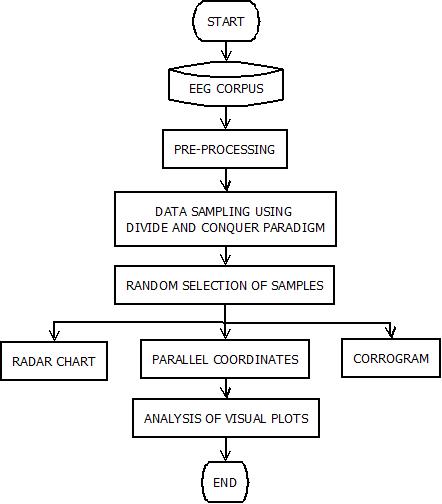 START
EEG CORPUS
PRE-PROCESSING
DATA SAMPLING USING
DIVIDE AND CONQUER PARADIGM
RANDOM SELECTION OF SAMPLES
RADAR CHART
PARALLEL COORDINATES
CORROGRAM
ANALYSIS OF VISUAL PLOTS
END